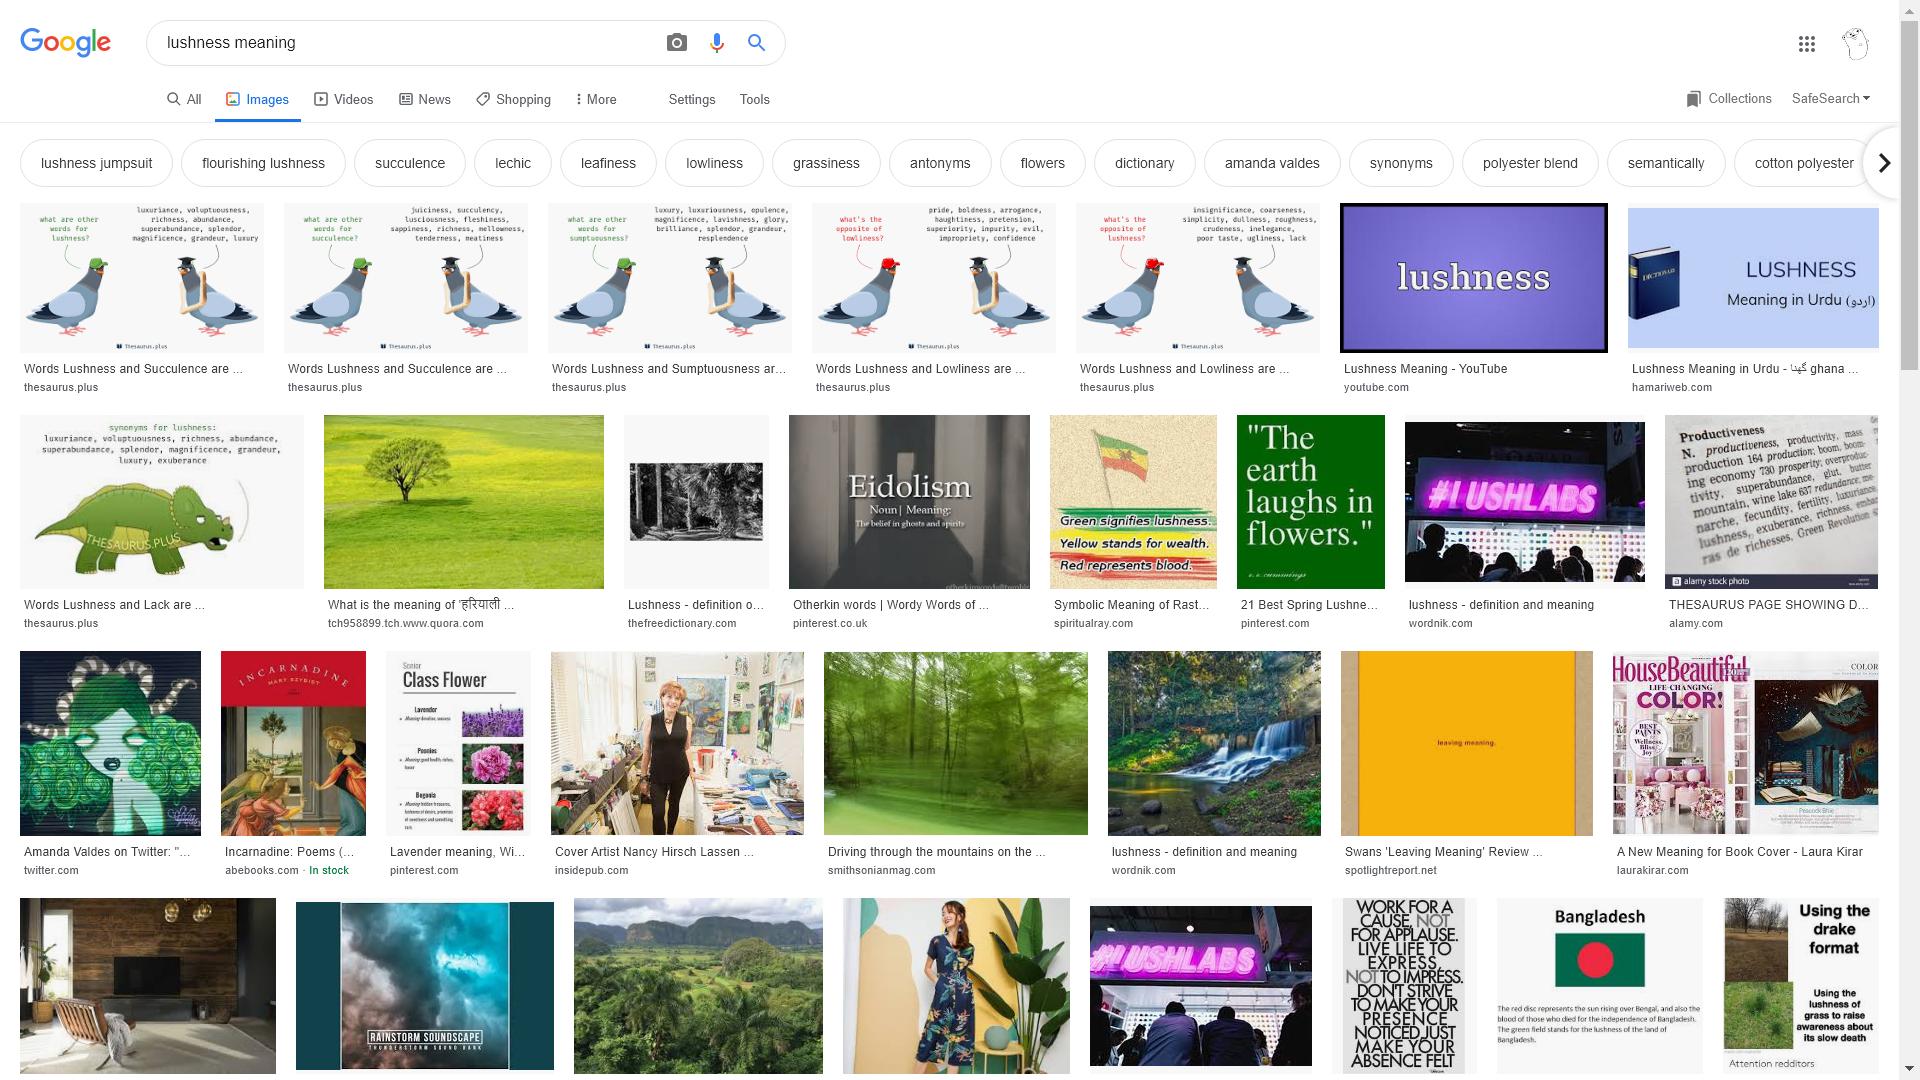 Google
lushness meaning
All
Images
Videos
News
Shopping
More
Settings
Tools
Collections
SafeSearch
lushness jumpsuit
flourishing lushness
succulence
lechic
leafiness
lowliness
grassiness
antonyms
flowers
dictionary
amanda valdes
synonyms
polyester blend
semantically
cotton polyester
what are other
words for
lushness?
luxuriance, voluptuousness,
richness, abundance,
superabundance, splendor,
magnificence, grandeur, luxury
Thesaurus.plus
what are other
words for
succulence?
juiciness, succulency,
lusciousness, fleshiness,
sappiness, richness, mellowness,
tenderness, meatiness
Thesaurus.plus
what are other
words for
sumptuousness?
luxury, luxuriousness, opulence,
magnificence, lavishness, glory,
brilliance, splendor, grandeur,
resplendence
Thesaurus.plus
what's the
opposite of
lowliness?
pride, boldness, arrogance,
haughtiness, pretension,
superiority, impurity, evil,
impropriety, confidence
Thesaurus.plus
what's the
opposite of
lushness?
insignificance, coarseness,
simplicity, dullness, roughness,
crudeness, inelegance,
poor taste, ugliness, lack
Thesaurus.plus
lushness
DICTIONARY
LUSHNESS
Meaning in Urdu (اردو)
Words Lushness and Succulence are ...
thesaurus.plus
Words Lushness and Succulence are ...
thesaurus.plus
Words Lushness and Sumptuousness ar...
thesaurus.plus
Words Lushness and Lowliness are ...
thesaurus.plus
Words Lushness and Lowliness are ...
thesaurus.plus
Lushness Meaning - YouTube
youtube.com
Lushness Meaning in Urdu - گھنا ghana ...
hamariweb.com
synonyms for lushness:
luxuriance, voluptuousness, richness, abundance,
superabundance, splendor, magnificence, grandeur,
luxury, exuberance
THESAURUS.PLUS
Eidolism
Noun| Meaning:
The belief in ghosts and spirits
Green signifies lushness.
Yellow stands for wealth.
Red represents blood.
"The
earth
laughs in
flowers."
e.e.cummings
#LUSHLABS
Productiveness
N. productiveness, productivity, mass
production 164 production; boom, boom-
ing economy 730 prosperity; overproduc-
tivity, superabundance, glut, butter
mountain, wine lake 637 redundance; me-
narche, fecundity, fertility, luxuriance,
lushness, exuberance, richness, embar
ras de richesses. Green Revolution
alamy stock photo
Words Lushness and Lack are ...
thesaurus.plus
What is the meaning of 'हरियाली ...
tch958899.tch.www.quora.com
Lushness - definition o...
thefreedictionary.com
Otherkin words | Wordy Words of ...
pinterest.co.uk
Symbolic Meaning of Rast...
spiritualray.com
21 Best Spring Lushne...
pinterest.com
lushness - definition and meaning
wordnik.com
THESAURUS PAGE SHOWING D...
alamy.com
INCARNADINE
MARY SZYBIST
Senior
Class Flower
Lavender
Peonies
Begonia
leaving meaning.
HouseBeautiful
LIFE-CHANGING
COLOR!
BEST
PAINTS
Wellness,
Bliss,
Joy
COLOR
Peacock Blue
Amanda Valdes on Twitter: "...
twitter.com
Incarnadine: Poems (...
abebooks.com · In stock
Lavender meaning, Wi...
pinterest.com
Cover Artist Nancy Hirsch Lassen ...
insidepub.com
Driving through the mountains on the ...
smithsonianmag.com
lushness - definition and meaning
wordnik.com
Swans 'Leaving Meaning' Review ...
spotlightreport.net
A New Meaning for Book Cover - Laura Kirar
laurakirar.com
RAINSTORM SOUNDSCAPE
THUNDERSTORM SOUND BANK
#LUSHLABS
WORK FOR A
CAUSE, NOT
FOR APPLAUSE.
LIVE LIFE TO
EXPRESS,
NOT TO IMPRESS.
DON'T STRIVE
TO MAKE YOUR
PRESENCE
NOTICED,JUST
MAKE YOUR
ABSENCE FELT
Bangladesh
The red disc represents the sun rising over Bengal, and also the
blood of those who died for the independence of Bangladesh.
The green field stands for the lushness of the land of
Bangladesh.
Using the
drake
format
Using the
lushness of
grass to raise
awareness about
its slow death
Attention redditors